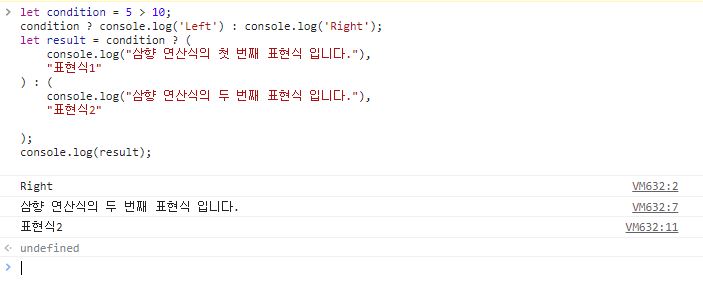 let condition = 5 > 10;
condition ? console.log('Left') : console.log('Right');
let result = condition ? (
    console.log("삼향 연산식의 첫 번째 표현식 입니다."),
    "표현식1"
) : (
    console.log("삼향 연산식의 두 번째 표현식 입니다."),
    "표현식2"
);
console.log(result);
Right VM632:2
삼향 연산식의 두 번째 표현식 입니다. VM632:7
표현식2 VM632:11
undefined